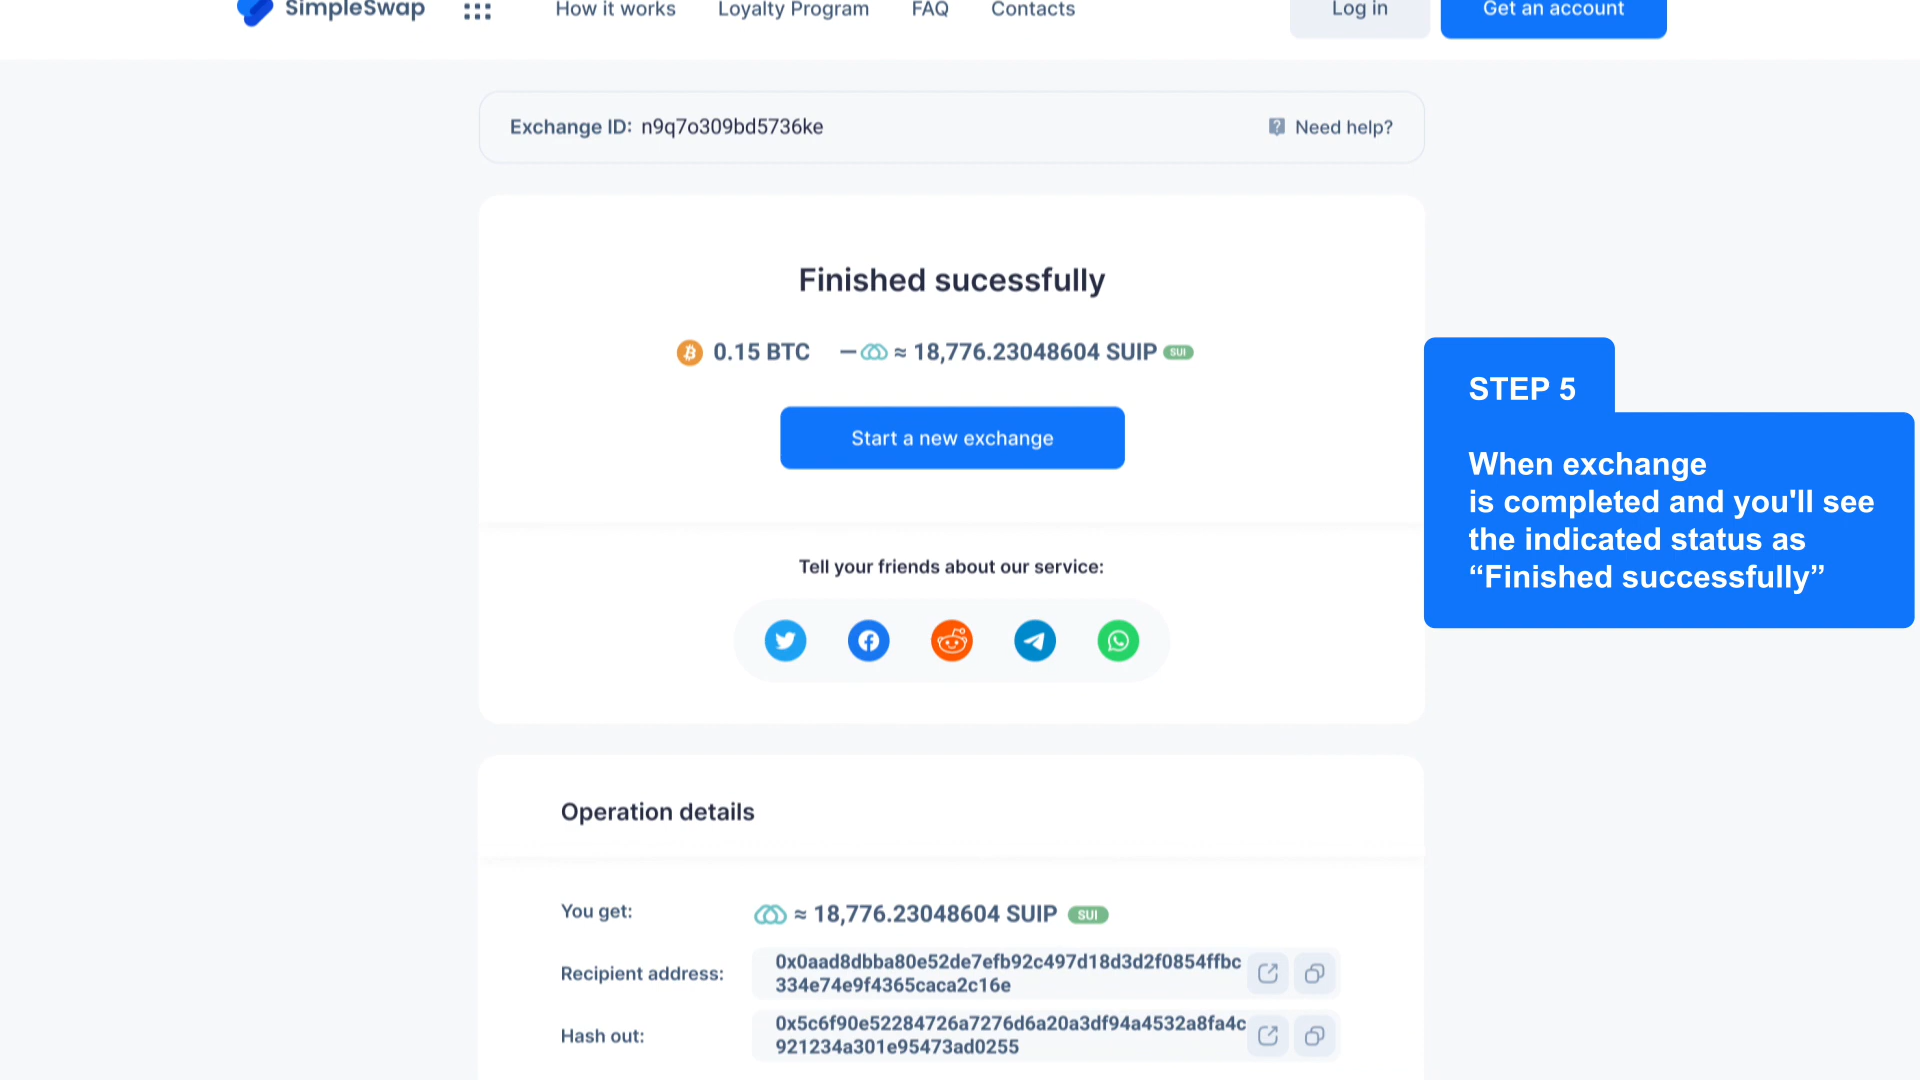 SimpleSwap
How it works
Loyalty Program
FAQ
Contacts
Log in
Get an account
Exchange ID: n9q7o309bd5736ke
Need help?
Finished sucessfully
0.15 BTC — ≈ 18,776.23048604 SUIP SUI
Start a new exchange
STEP 5
When exchange
is completed and you'll see
the indicated status as
“Finished successfully”
Tell your friends about our service:
Operation details
You get: ≈ 18,776.23048604 SUIP SUI
Recipient address:
0x0aad8dbba80e52de7efb92c497d18d3d2f0854ffbc
334e74e9f4365caca2c16e
Hash out:
0x5c6f90e52284726a7276d6a20a3df94a4532a8fa4c
921234a301e95473ad0255